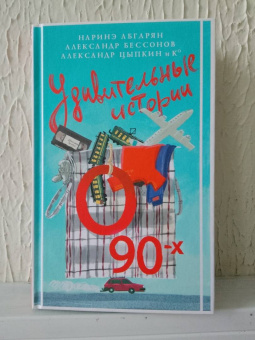 НАРИНЭ АБГАРЯН
АЛЕКСАНДР БЕССОНОВ
АЛЕКСАНДР ЦЫПКИН и К°
Удивительные
истории
О
90-х